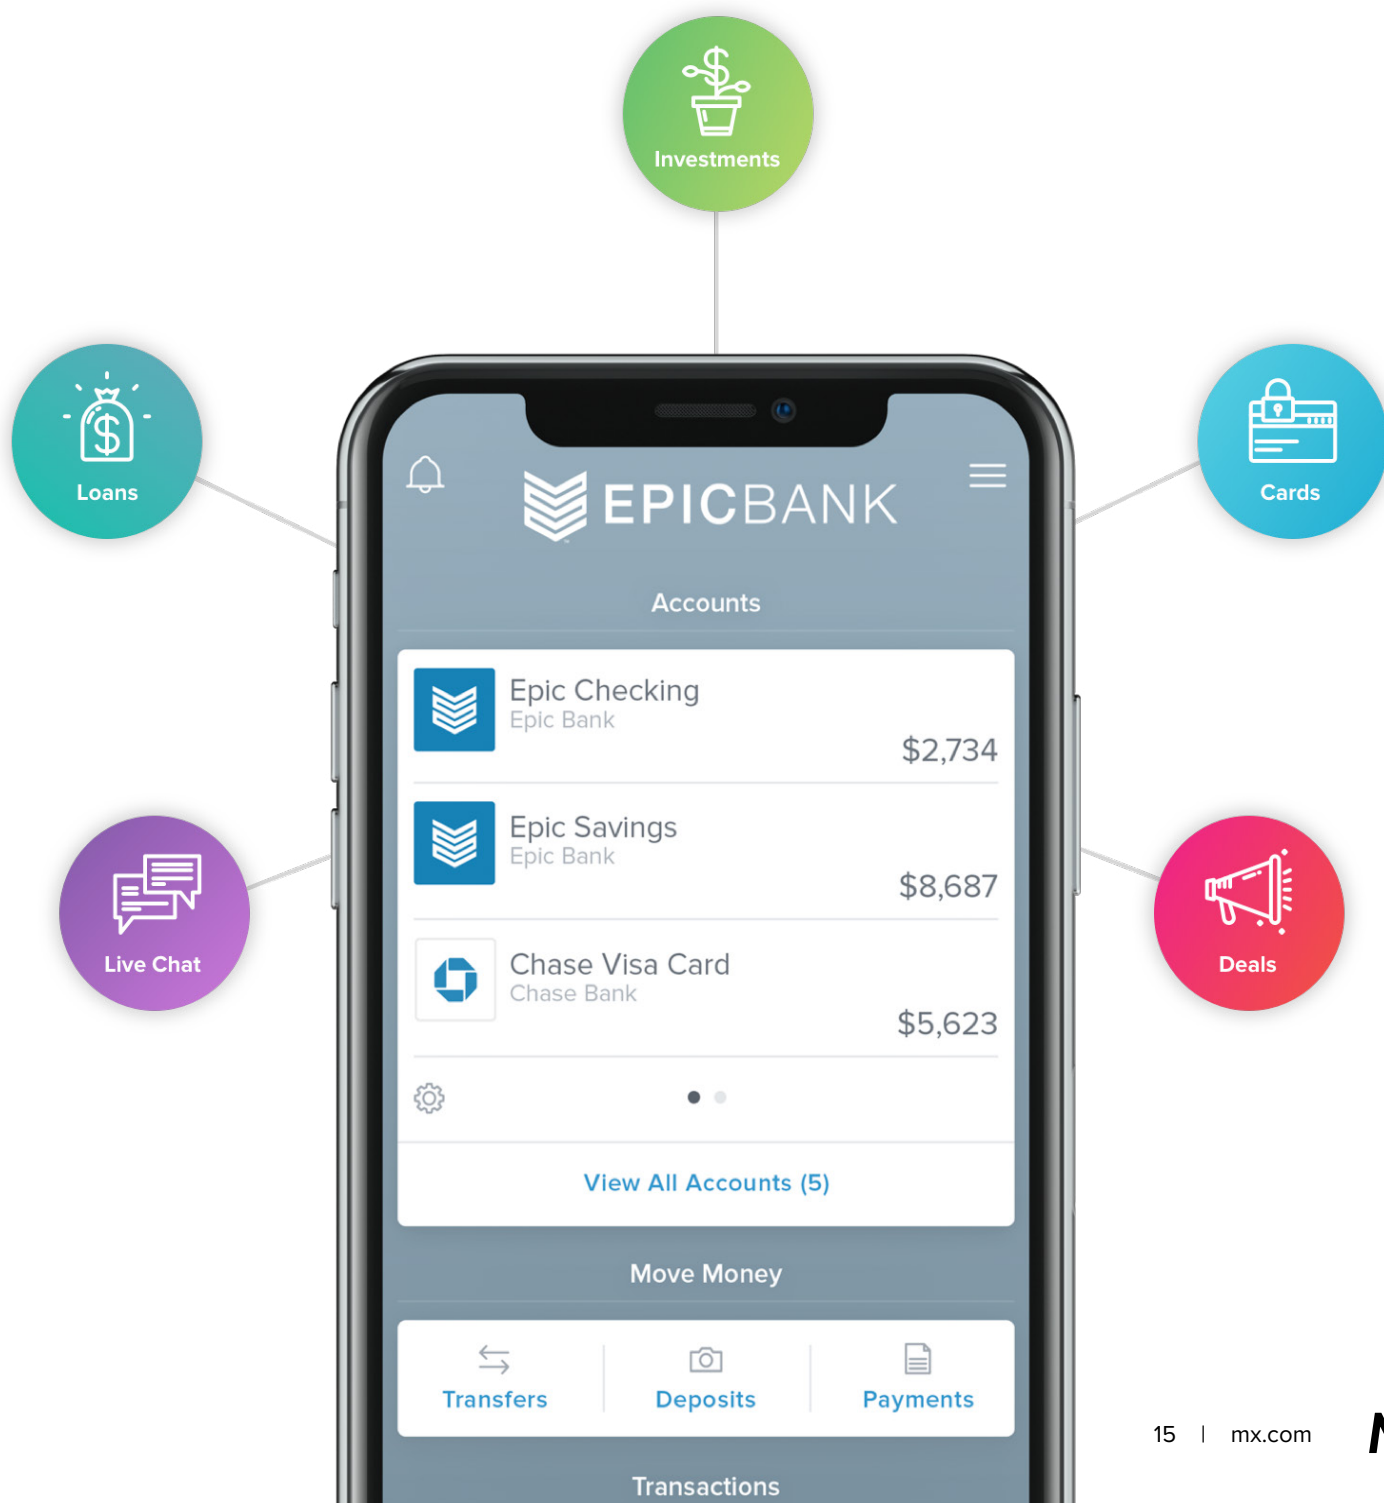 Investments
Loans
Cards
EPICBANK
Accounts
Epic Checking
Epic Bank
$2,734
Epic Savings
Epic Bank
$8,687
Live Chat
Deals
Chase Visa Card
Chase Bank
$5,623
View All Accounts (5)
Move Money
Transfers
Deposits
Payments
15 | mx.com
Transactions